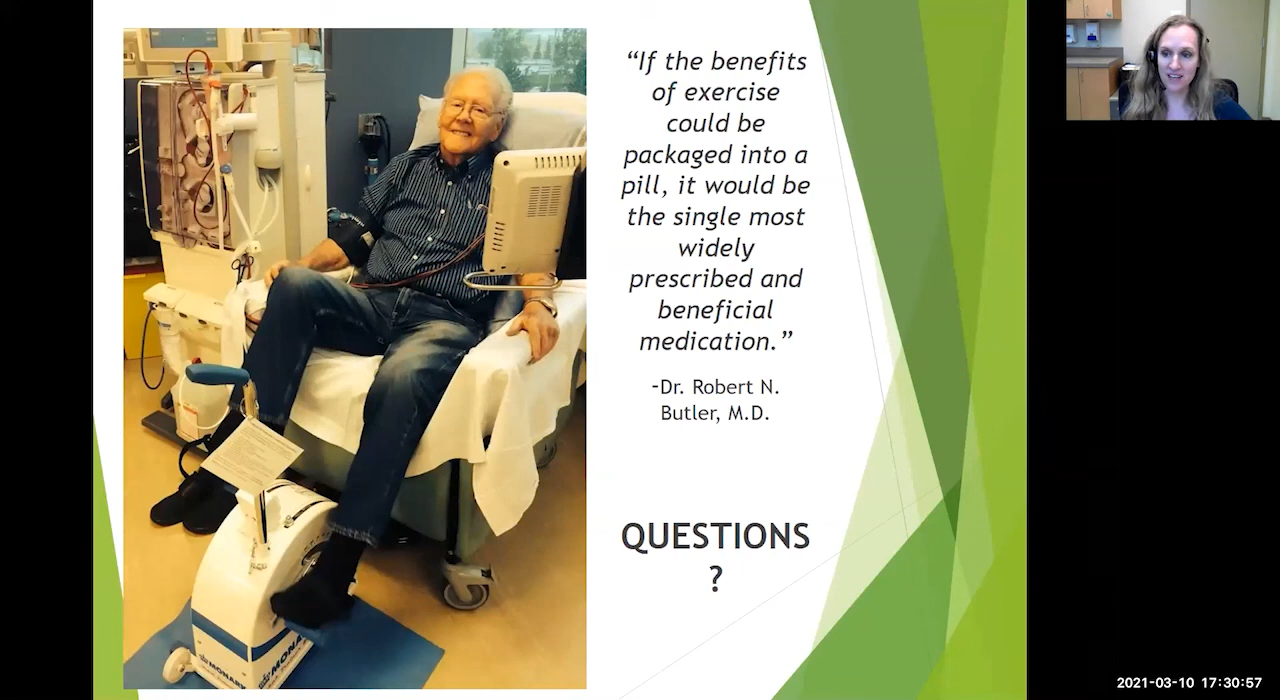 “If the benefits
of exercise
could be
packaged into a
pill, it would be
the single most
widely
prescribed and
beneficial
medication.”
-Dr. Robert N.
Butler, M.D.
QUESTIONS
?
MONARK
2021-03-10 17:30:57